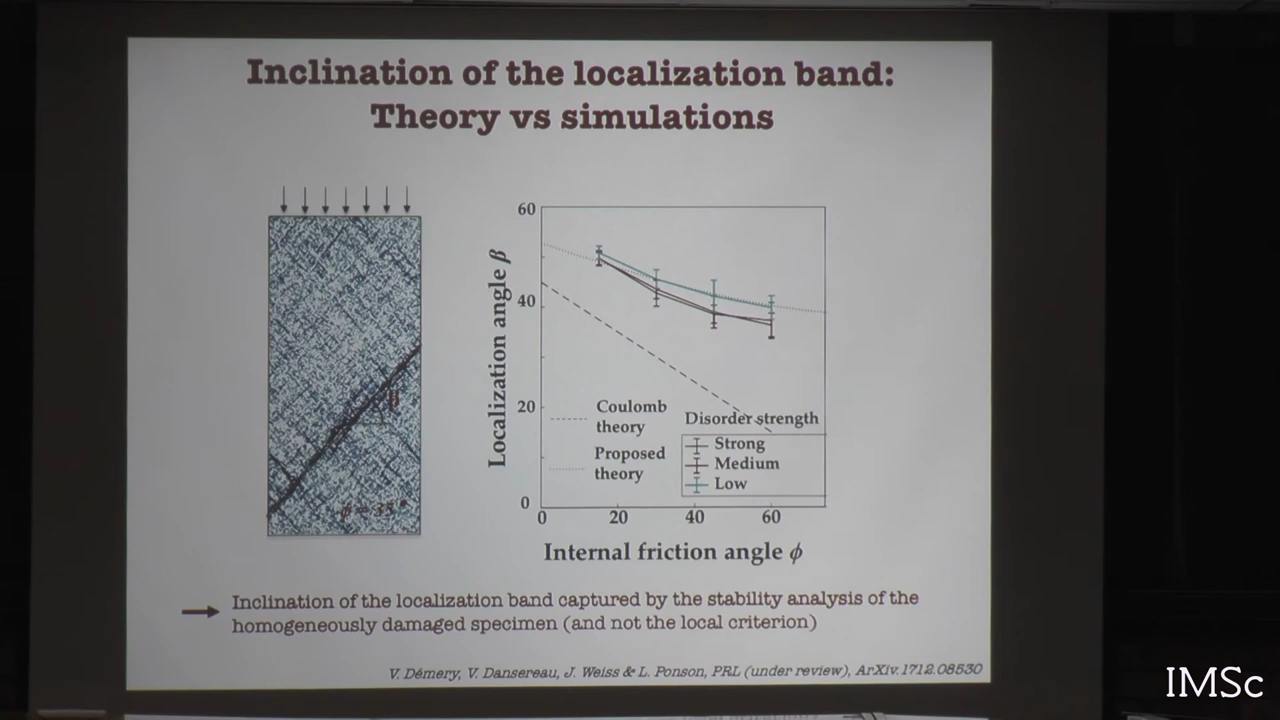 Inclination of the localization band:
Theory vs simulations
60
40
20
0
0
20
40
60
Localization angle β
Internal friction angle ϕ
Coulomb
theory
Proposed
theory
Disorder strength
Strong
Medium
Low
ϕ = 35°
Inclination of the localization band captured by the stability analysis of the
homogeneously damaged specimen (and not the local criterion)
V. Démery, V. Dansereau, J. Weiss & L. Ponson, PRL (under review), ArXiv.1712.08530
IMSc